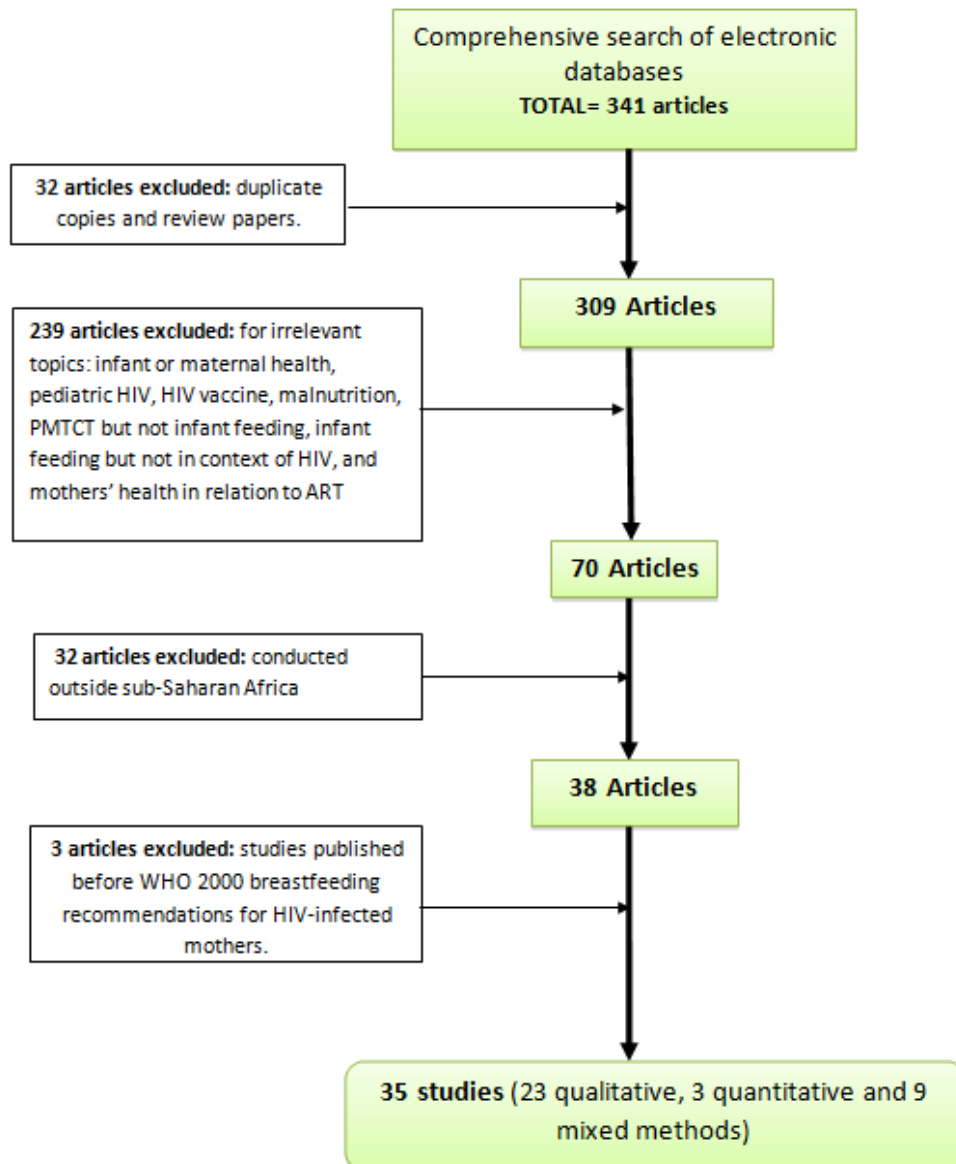 Comprehensive search of electronic
databases
TOTAL= 341 articles
32 articles excluded: duplicate
copies and review papers.
309 Articles
239 articles excluded: for irrelevant
topics: infant or maternal health,
pediatric HIV, HIV vaccine, malnutrition,
PMTCT but not infant feeding, infant
feeding but not in context of HIV, and
mothers’ health in relation to ART
70 Articles
32 articles excluded: conducted
outside sub-Saharan Africa
38 Articles
3 articles excluded: studies published
before WHO 2000 breastfeeding
recommendations for HIV-infected
mothers.
35 studies (23 qualitative, 3 quantitative and 9
mixed methods)